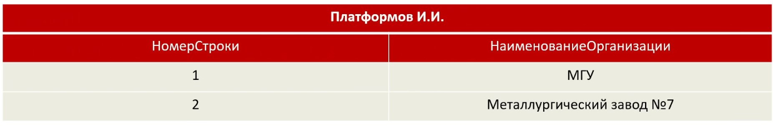 Платформов И.И.
НомерСтроки НаименованиеОрганизации
1 МГУ
2 Металлургический завод №7